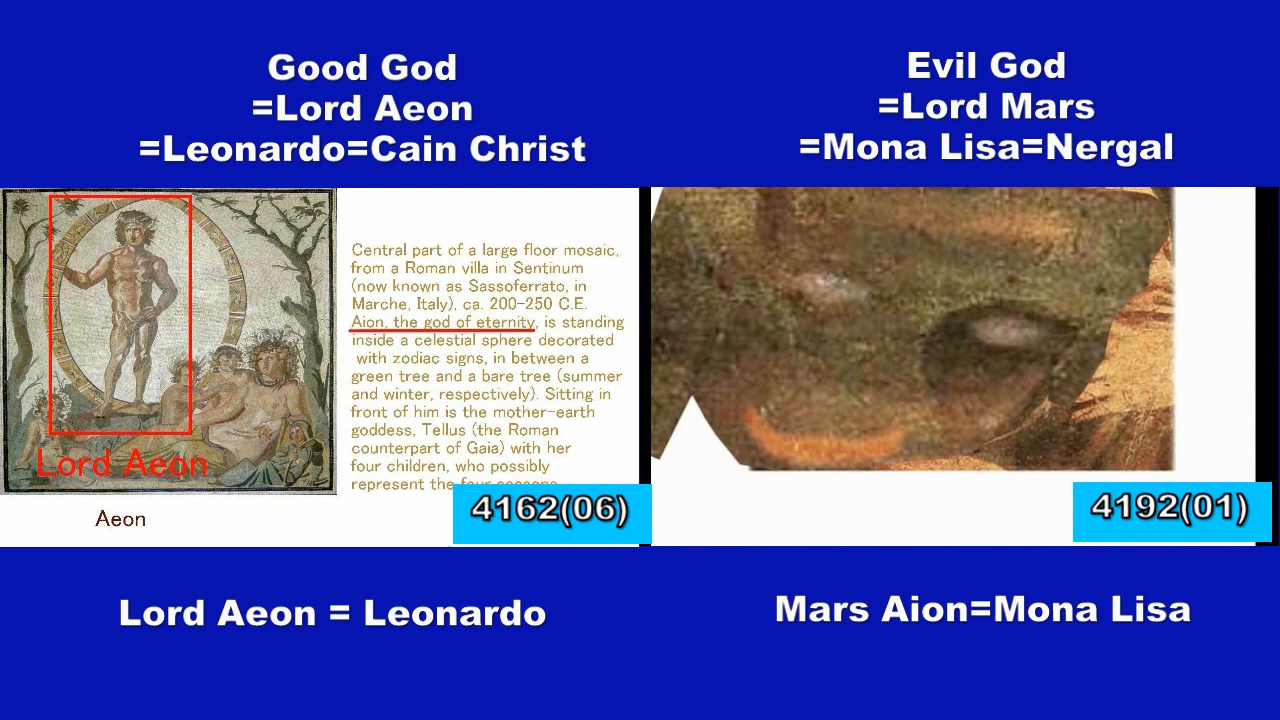 Good God
=Lord Aeon
=Leonardo=Cain Christ
Evil God
=Lord Mars
=Mona Lisa=Nergal
Lord Aeon
Aeon
Central part of a large floor mosaic,
from a Roman villa in Sentinum
(now known as Sassoferrato, in
Marche, Italy), ca. 200-250 C.E.
Aion, the god of eternity, is standing
inside a celestial sphere decorated
with zodiac signs, in between a
green tree and a bare tree (summer
and winter, respectively). Sitting in
front of him is the mother-earth
goddess, Tellus (the Roman
counterpart of Gaia) with her
four children, who possibly
represent the four seasons
4162(06)
4192(01)
Lord Aeon = Leonardo
Mars Aion=Mona Lisa